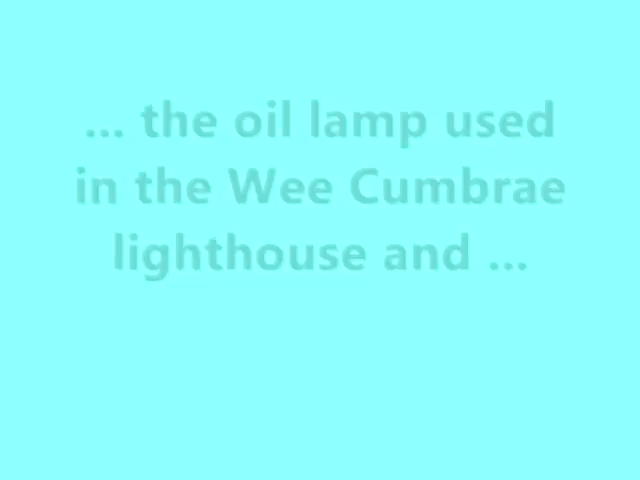 ... the oil lamp used
in the Wee Cumbrae
lighthouse and ...